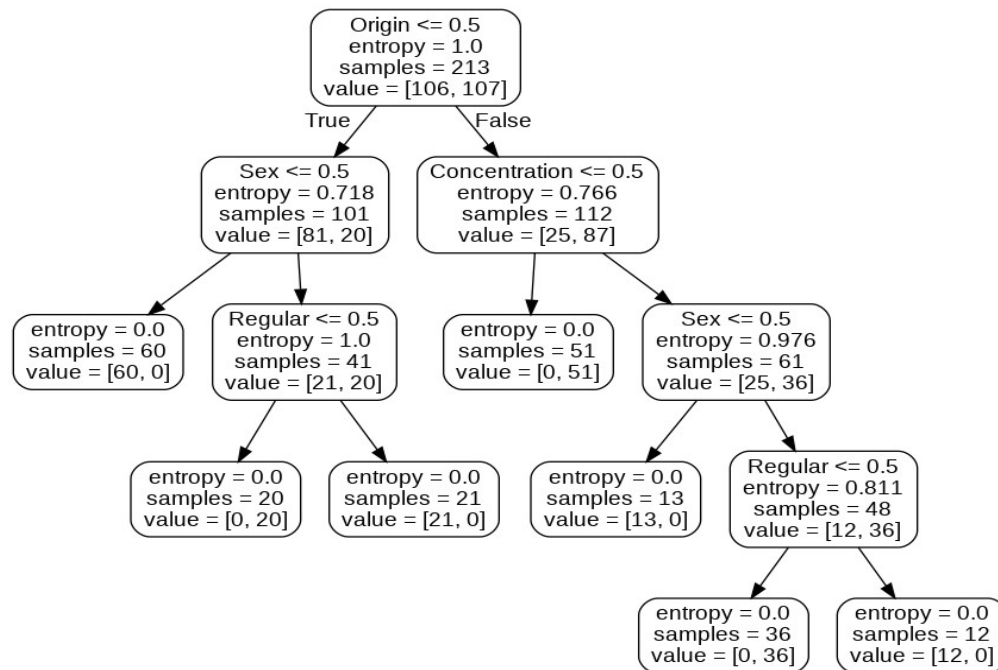 Origin <= 0.5
entropy = 1.0
samples = 213
value = [106, 107]
True
False
Sex <= 0.5
entropy = 0.718
samples = 101
value = [81, 20]
Concentration <= 0.5
entropy = 0.766
samples = 112
value = [25, 87]
entropy = 0.0
samples = 60
value = [60, 0]
Regular <= 0.5
entropy = 1.0
samples = 41
value = [21, 20]
entropy = 0.0
samples = 51
value = [0, 51]
Sex <= 0.5
entropy = 0.976
samples = 61
value = [25, 36]
entropy = 0.0
samples = 20
value = [0, 20]
entropy = 0.0
samples = 21
value = [21, 0]
entropy = 0.0
samples = 13
value = [13, 0]
Regular <= 0.5
entropy = 0.811
samples = 48
value = [12, 36]
entropy = 0.0
samples = 36
value = [0, 36]
entropy = 0.0
samples = 12
value = [12, 0]